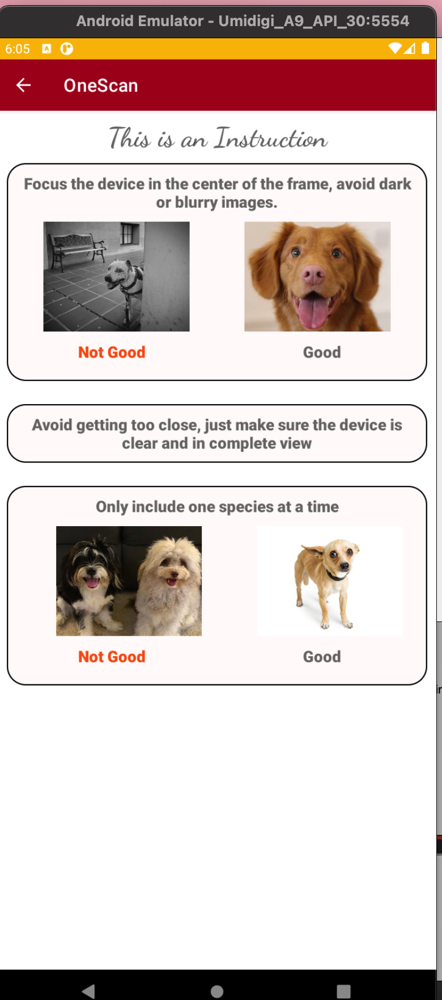 Android Emulator - Umidigi_A9_API_30:5554
6:05
OneScan
This is an Instruction
Focus the device in the center of the frame, avoid dark
or blurry images.
Not Good
Good
Avoid getting too close, just make sure the device is
clear and in complete view
Only include one species at a time
Not Good
Good